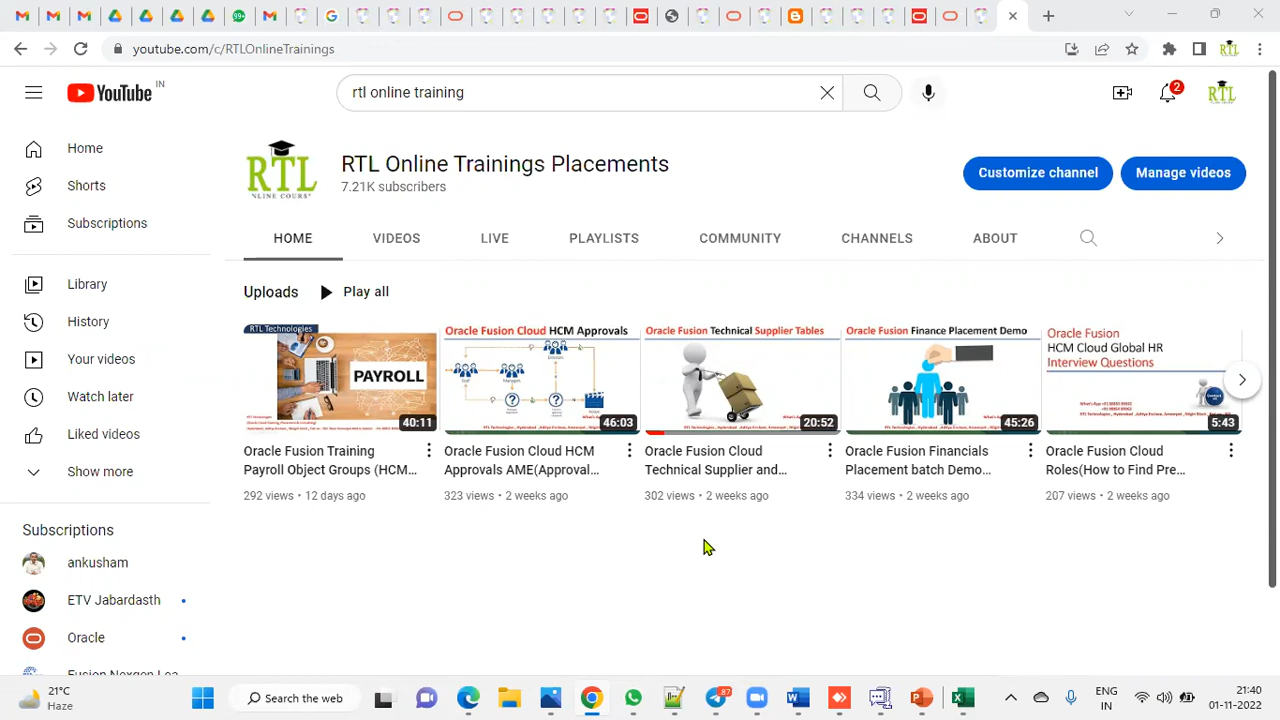 99+
youtube.com/c/RTLOnlineTrainings
YouTube IN
rtl online training
2
RTL
Home
Shorts
Subscriptions
Library
History
Your videos
Watch later
Liked videos
Show more
Subscriptions
ankusham
ETV Jabardasth
Oracle
RTL
NLINE COURS
RTL Online Trainings Placements
7.21K subscribers
Customize channel
Manage videos
HOME
VIDEOS
LIVE
PLAYLISTS
COMMUNITY
CHANNELS
ABOUT
Uploads
Play all
RTL Technologies
PAYROLL
40:11
Oracle Fusion Training
Payroll Object Groups (HCM...
292 views • 12 days ago
Oracle Fusion Cloud HCM Approvals
46:03
Oracle Fusion Cloud HCM
Approvals AME(Approval...
323 views • 2 weeks ago
Oracle Fusion Technical Supplier Tables
20:52
Oracle Fusion Cloud
Technical Supplier and...
302 views • 2 weeks ago
Oracle Fusion Finance Placement Demo
45:26
Oracle Fusion Financials
Placement batch Demo...
334 views • 2 weeks ago
Oracle Fusion
HCM Cloud Global HR
Interview Questions
5:43
Oracle Fusion Cloud
Roles(How to Find Pre...
207 views • 2 weeks ago
21°C
Haze
Search the web
87
ENG
IN
21:40
01-11-2022